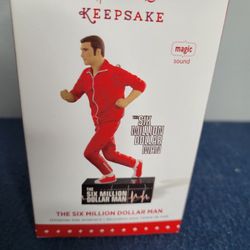 KEEPSAKE
magic
sound
THE
SIX
MILLION
DOLLAR
MAN
THE
SIX MILLION
DOLLAR MAN
THE SIX MILLION DOLLAR MAN